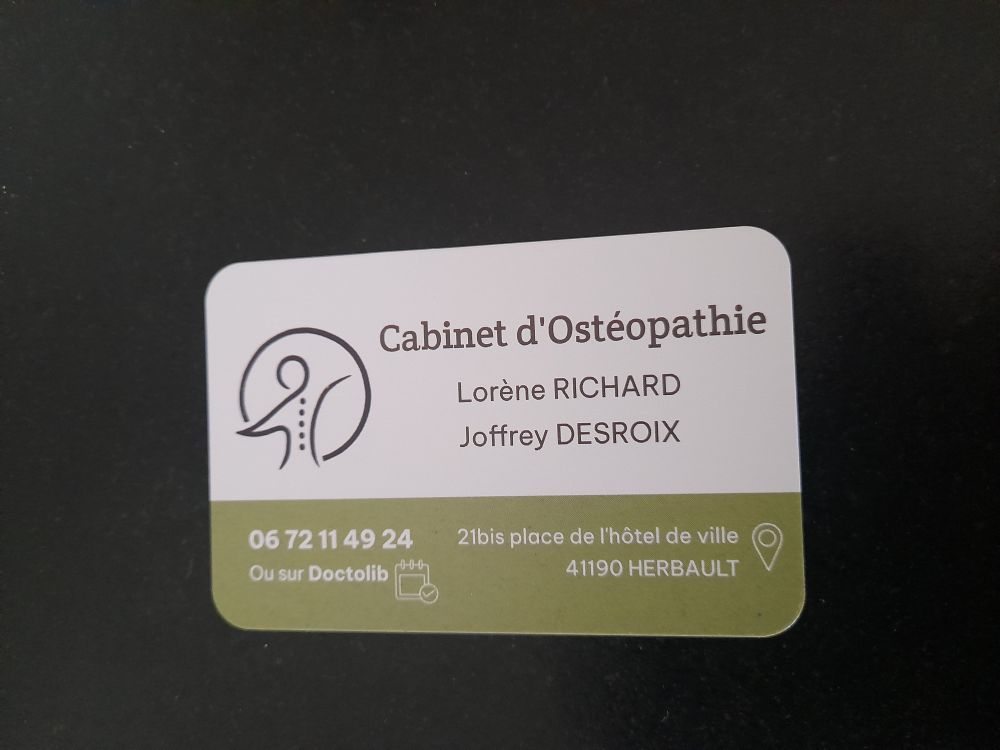 Cabinet d'Ostéopathie
Lorène RICHARD
Joffrey DESROIX
06 72 11 49 24
Ou sur Doctolib
21bis place de l'hôtel de ville
41190 HERBAULT